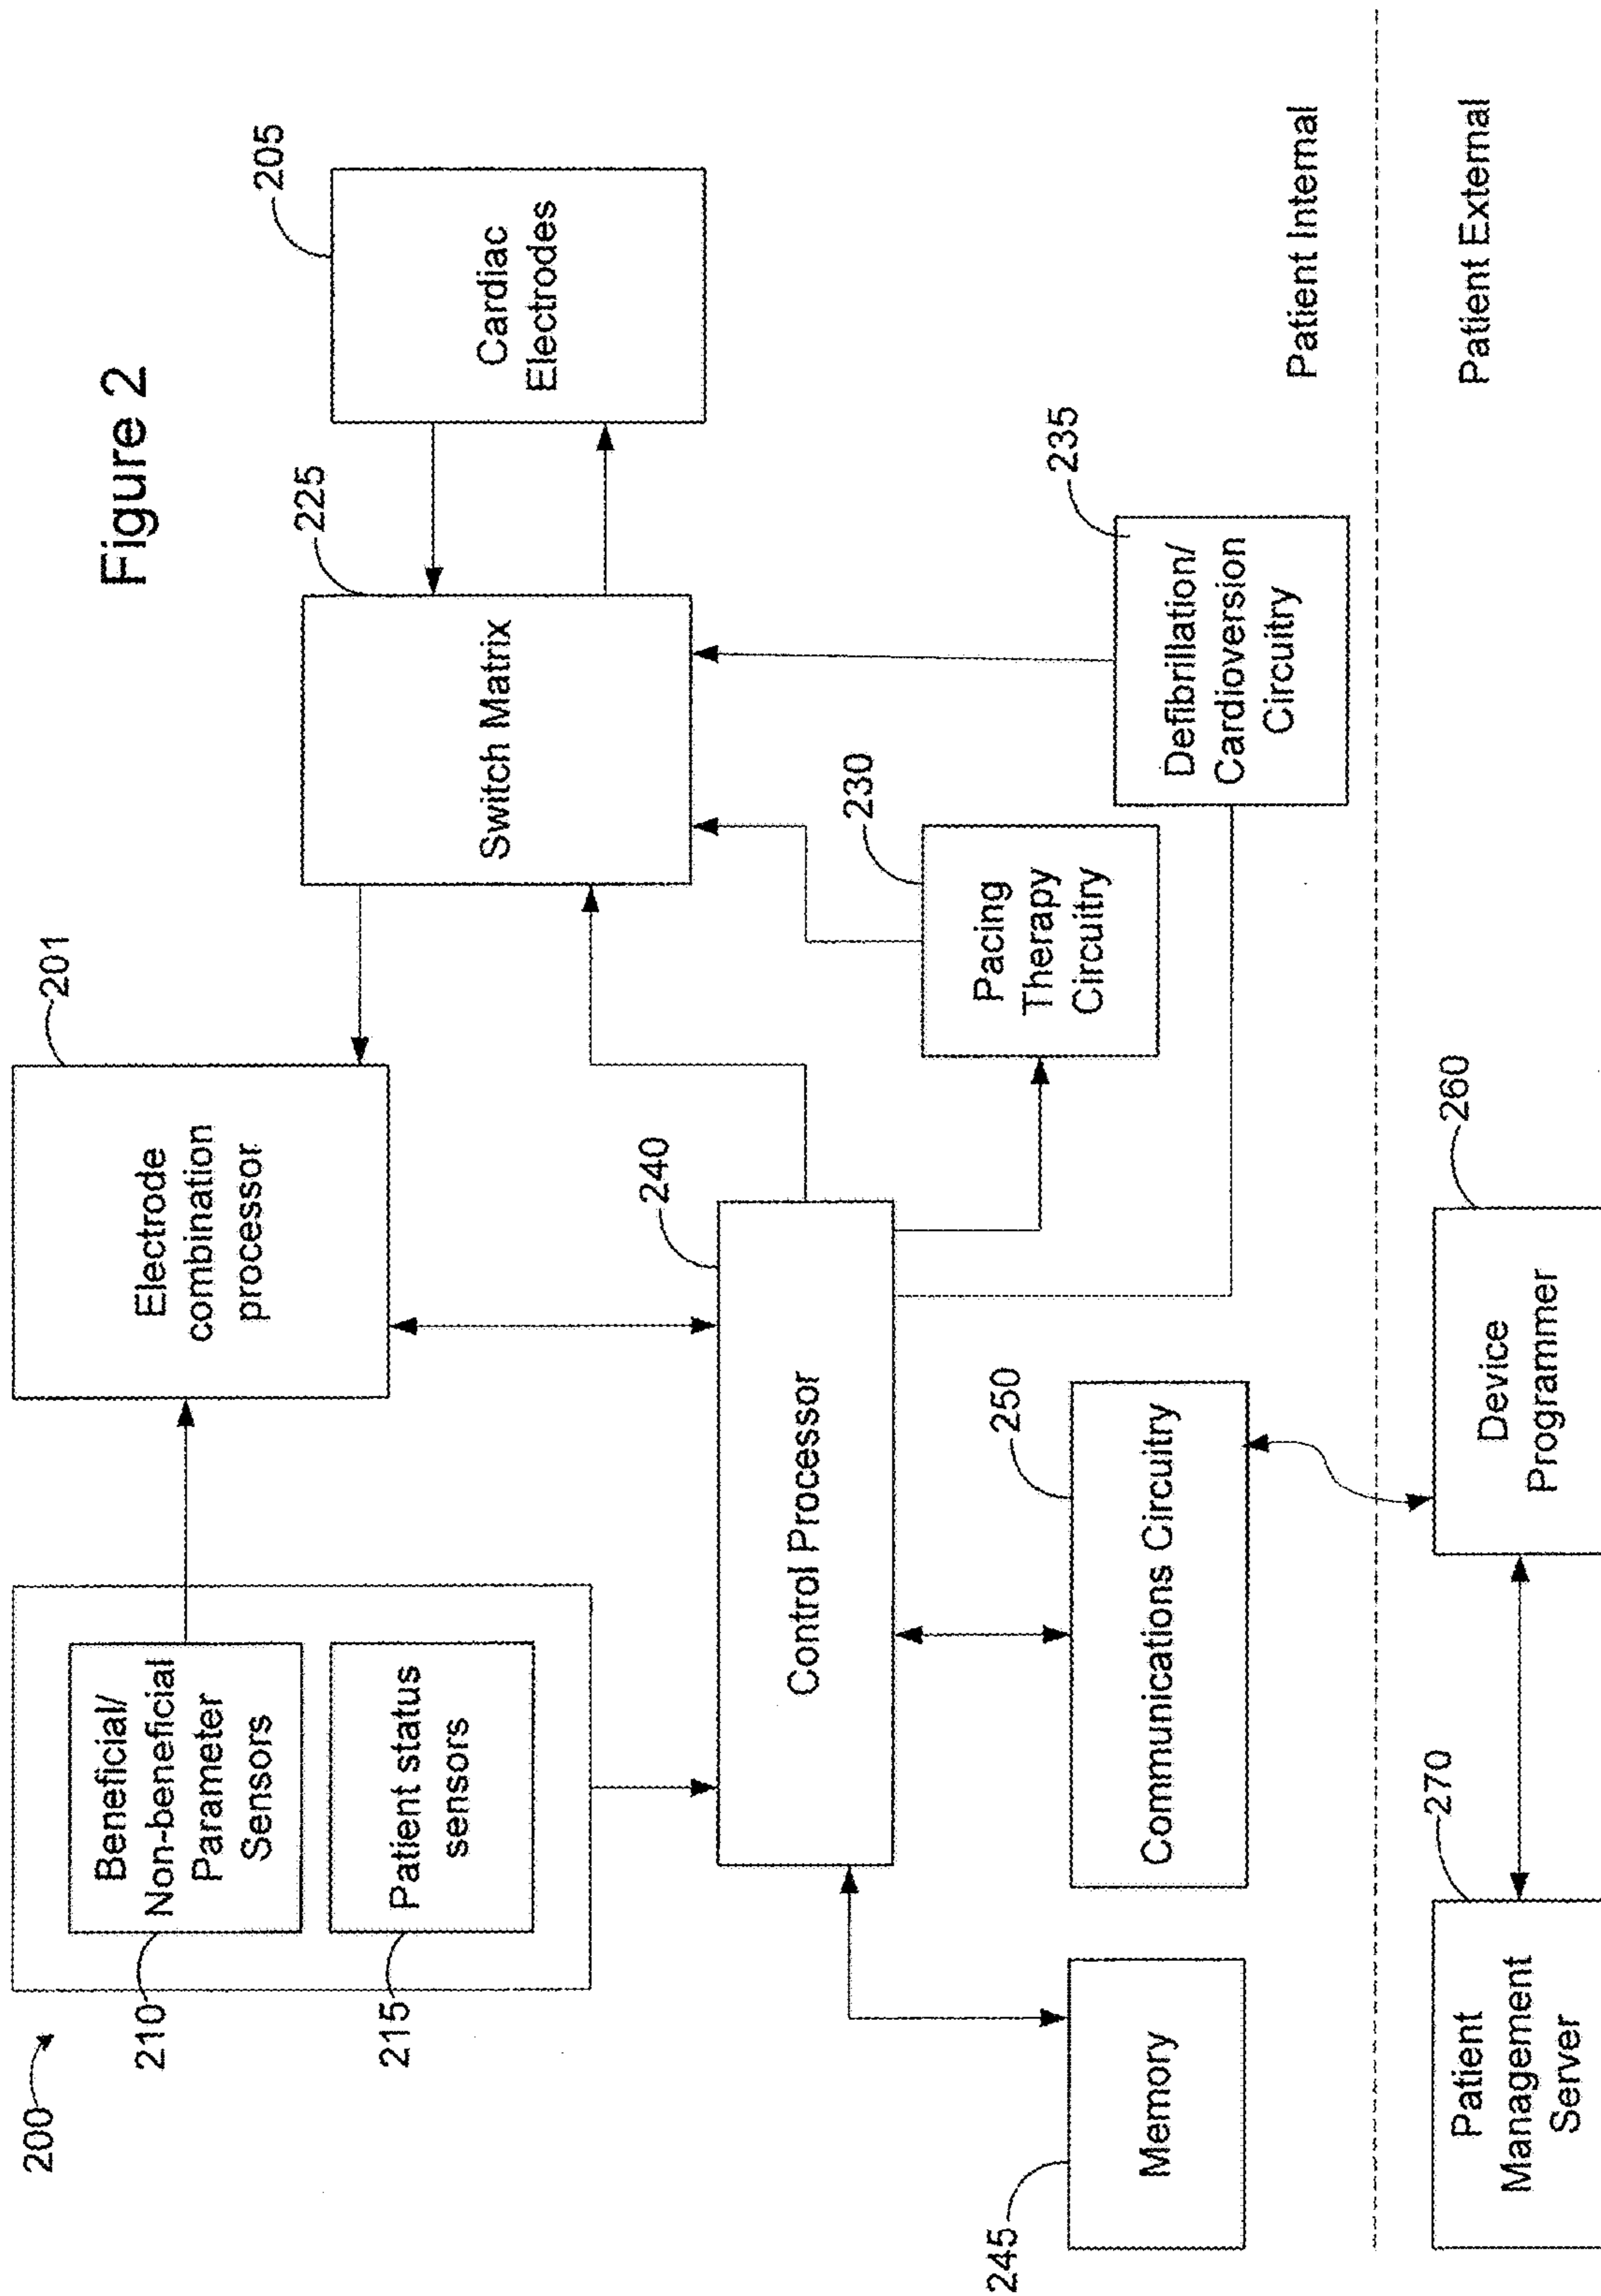 Figure 2
200
210
Beneficial/
Non-beneficial
Parameter
Sensors
215
Patient status
sensors
201
Electrode
combination
processor
225
Switch Matrix
205
Cardiac
Electrodes
240
Control Processor
230
Pacing
Therapy
Circuitry
235
Defibrillation/
Cardioversion
Circuitry
245
Memory
250
Communications Circuitry
Patient Internal
Patient External
270
Patient
Management
Server
260
Device
Programmer